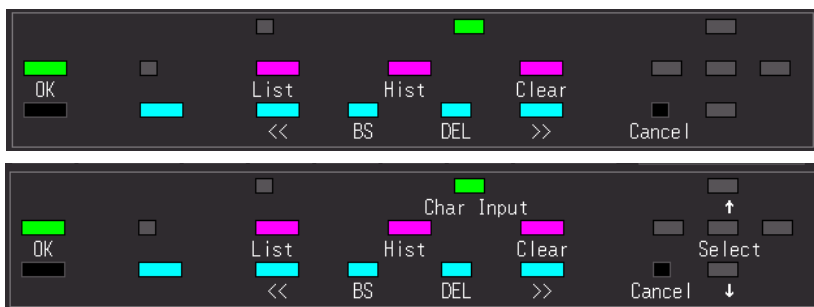 OK List Hist Clear
<< BS DEL >> Cancel
Char Input ↑
OK List Hist Clear Select
<< BS DEL >> Cancel ↓